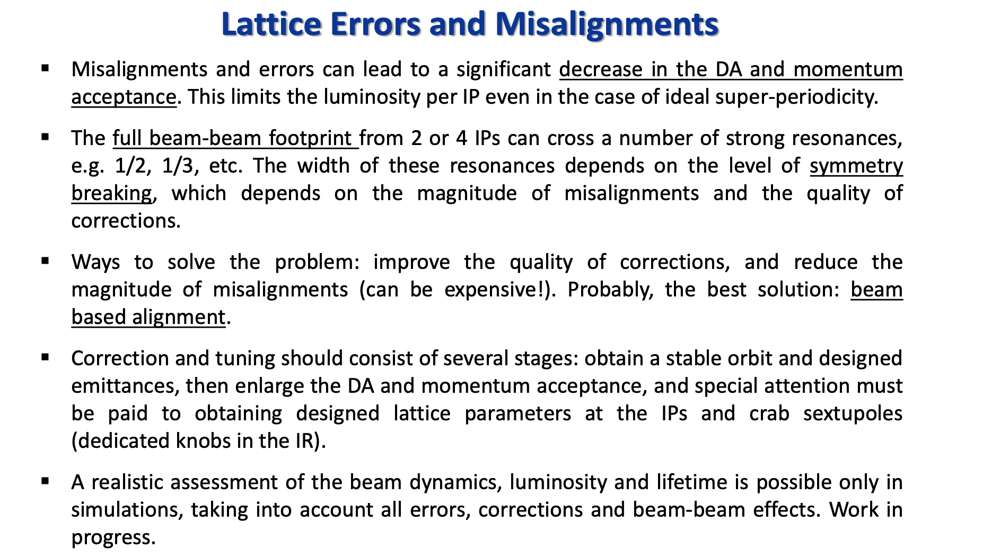 Lattice Errors and Misalignments
▪ Misalignments and errors can lead to a significant decrease in the DA and momentum
acceptance. This limits the luminosity per IP even in the case of ideal super-periodicity.
▪ The full beam-beam footprint from 2 or 4 IPs can cross a number of strong resonances,
e.g. 1/2, 1/3, etc. The width of these resonances depends on the level of symmetry
breaking, which depends on the magnitude of misalignments and the quality of
corrections.
▪ Ways to solve the problem: improve the quality of corrections, and reduce the
magnitude of misalignments (can be expensive!). Probably, the best solution: beam
based alignment.
▪ Correction and tuning should consist of several stages: obtain a stable orbit and designed
emittances, then enlarge the DA and momentum acceptance, and special attention must
be paid to obtaining designed lattice parameters at the IPs and crab sextupoles
(dedicated knobs in the IR).
▪ A realistic assessment of the beam dynamics, luminosity and lifetime is possible only in
simulations, taking into account all errors, corrections and beam-beam effects. Work in
progress.